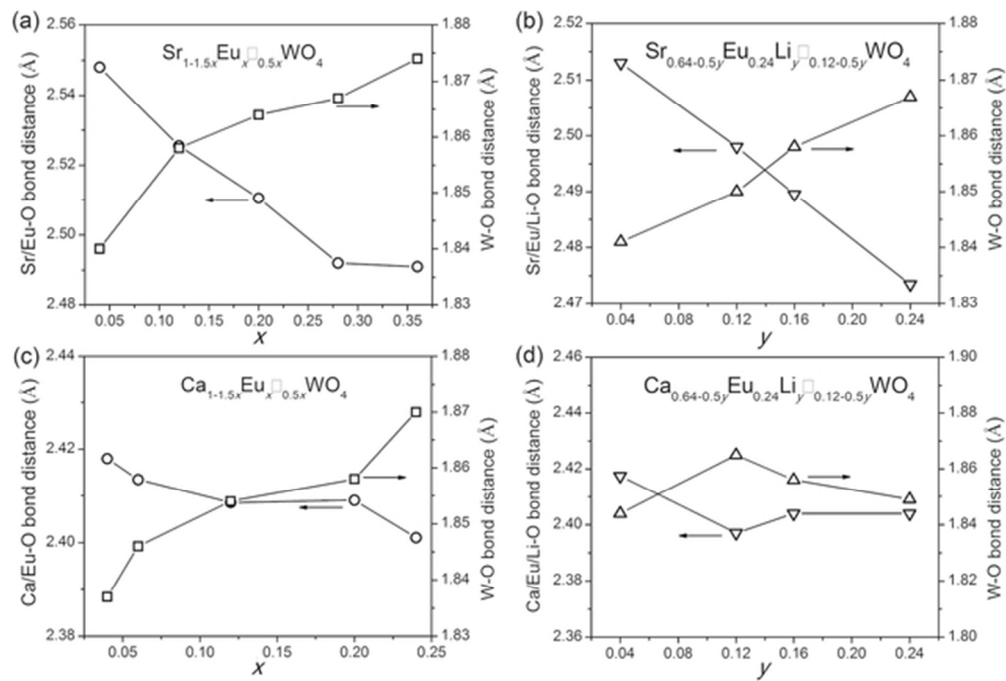 (a)
Sr1-1.5xEux□0.5xWO4
Sr/Eu-O bond distance (Å)
2.56
2.54
2.52
2.50
2.48
W-O bond distance (Å)
1.88
1.87
1.86
1.85
1.84
1.83
0.05 0.10 0.15 0.20 0.25 0.30 0.35
x
(b)
Sr0.64-0.5yEu0.24Liy□0.12-0.5yWO4
Sr/Eu/Li-O bond distance (Å)
2.52
2.51
2.50
2.49
2.48
2.47
W-O bond distance (Å)
1.88
1.87
1.86
1.85
1.84
1.83
0.04 0.08 0.12 0.16 0.20 0.24
y
(c)
Ca1-1.5xEux□0.5xWO4
Ca/Eu-O bond distance (Å)
2.44
2.42
2.40
2.38
W-O bond distance (Å)
1.88
1.87
1.86
1.85
1.84
1.83
0.05 0.10 0.15 0.20 0.25
x
(d)
Ca0.64-0.5yEu0.24Liy□0.12-0.5yWO4
Ca/Eu/Li-O bond distance (Å)
2.46
2.44
2.42
2.40
2.38
2.36
W-O bond distance (Å)
1.90
1.88
1.86
1.84
1.82
1.80
0.04 0.08 0.12 0.16 0.20 0.24
y